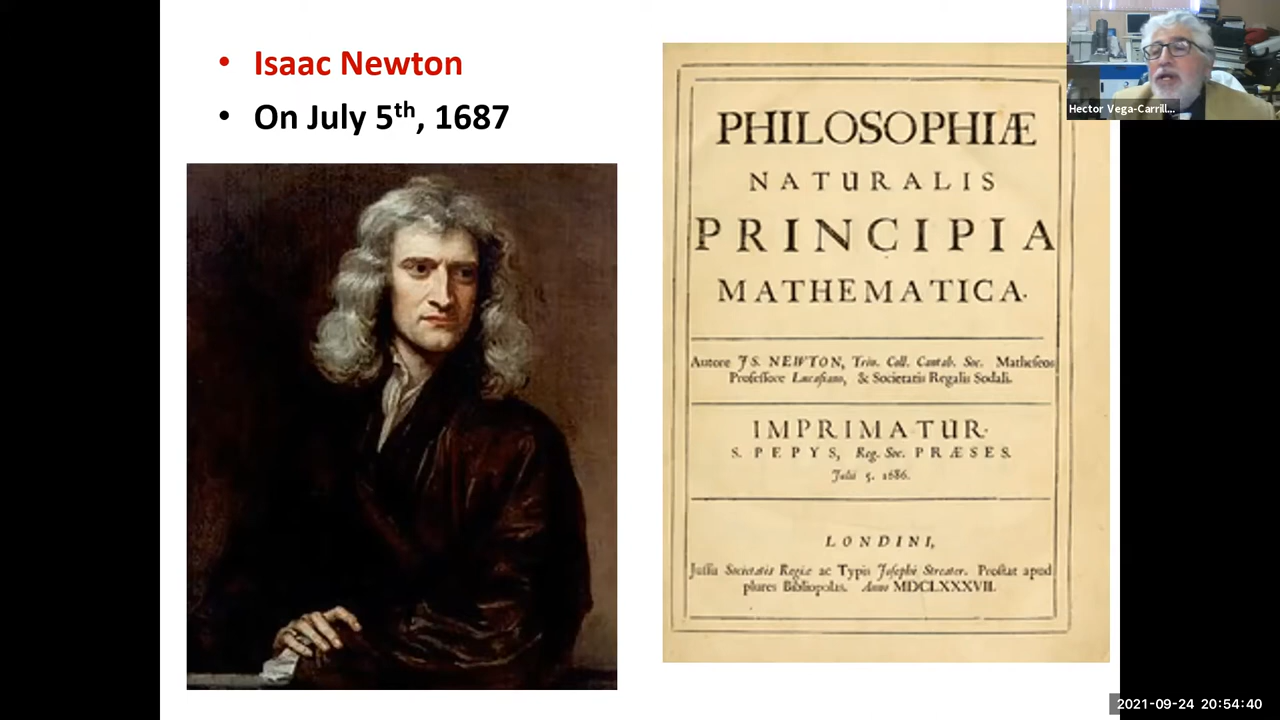 • Isaac Newton
• On July 5th, 1687
PHILOSOPHIÆ
NATURALIS
PRINCIPIA
MATHEMATICA.
Autore JS. NEWTON, Trin. Coll. Cantab. Soc. Matheseos
Professore Lucasiano, & Societatis Regalis Sodali.
IMPRIMATUR.
S. PEPYS, Reg. Soc. PRÆSES.
Julii 5. 1686.
LONDINI,
Jussu Societatis Regiæ ac Typis Josephi Streater. Prostat apud
plures Bibliopolas. Anno MDCLXXXVII.
Hector Vega-Carrill...
2021-09-24 20:54:40